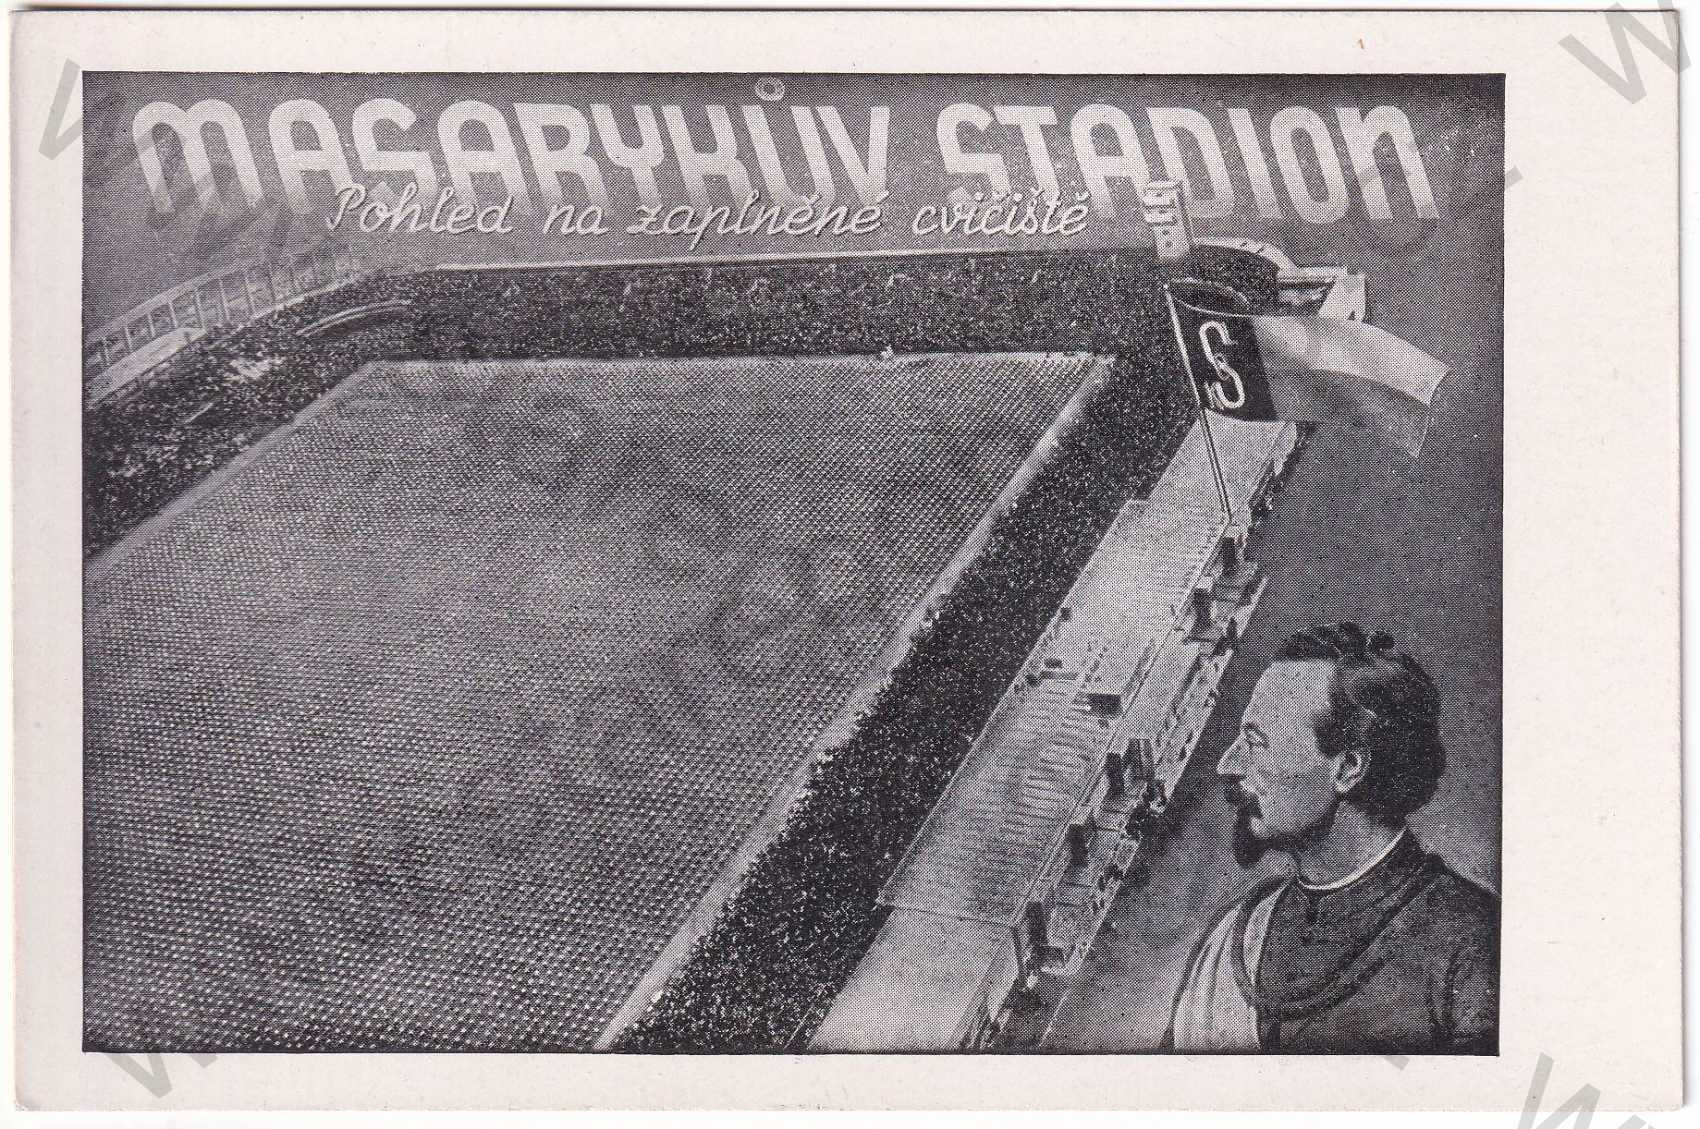 MASARYKŮV STADION
Pohled na zaplněné cvičiště
S